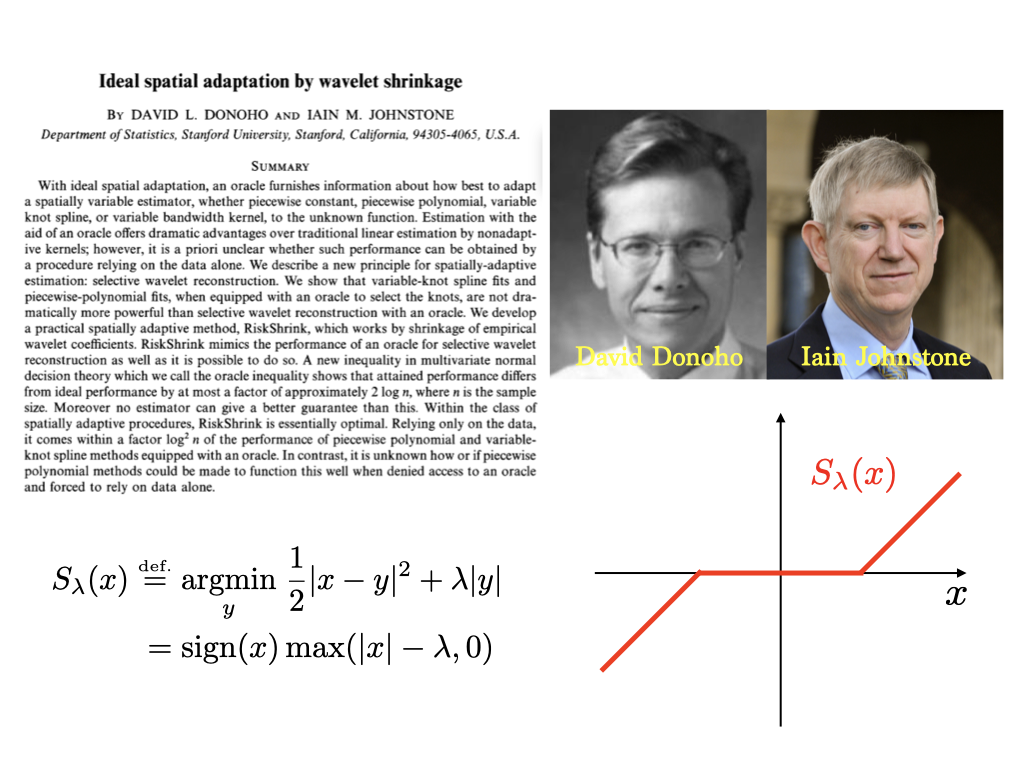 Ideal spatial adaptation by wavelet shrinkage
BY DAVID L. DONOHO AND IAIN M. JOHNSTONE
Department of Statistics, Stanford University, Stanford, California, 94305-4065, U.S.A.
SUMMARY
With ideal spatial adaptation, an oracle furnishes information about how best to adapt
a spatially variable estimator, whether piecewise constant, piecewise polynomial, variable
knot spline, or variable bandwidth kernel, to the unknown function. Estimation with the
aid of an oracle offers dramatic advantages over traditional linear estimation by nonadapt-
ive kernels; however, it is a priori unclear whether such performance can be obtained by
a procedure relying on the data alone. We describe a new principle for spatially-adaptive
estimation: selective wavelet reconstruction. We show that variable-knot spline fits and
piecewise-polynomial fits, when equipped with an oracle to select the knots, are not dra-
matically more powerful than selective wavelet reconstruction with an oracle. We develop
a practical spatially adaptive method, RiskShrink, which works by shrinkage of empirical
wavelet coefficients. RiskShrink mimics the performance of an oracle for selective wavelet
reconstruction as well as it is possible to do so. A new inequality in multivariate normal
decision theory which we call the oracle inequality shows that attained performance differs
from ideal performance by at most a factor of approximately 2 log n, where n is the sample
size. Moreover no estimator can give a better guarantee than this. Within the class of
spatially adaptive procedures, RiskShrink is essentially optimal. Relying only on the data,
it comes within a factor log² n of the performance of piecewise polynomial and variable-
knot spline methods equipped with an oracle. In contrast, it is unknown how or if piecewise
polynomial methods could be made to function this well when denied access to an oracle
and forced to rely on data alone.
David Donoho
Iain Johnstone
S_λ(x) def. = argmin_y 1/2 |x − y|² + λ|y|
= sign(x) max(|x| − λ, 0)
S_λ(x)
x